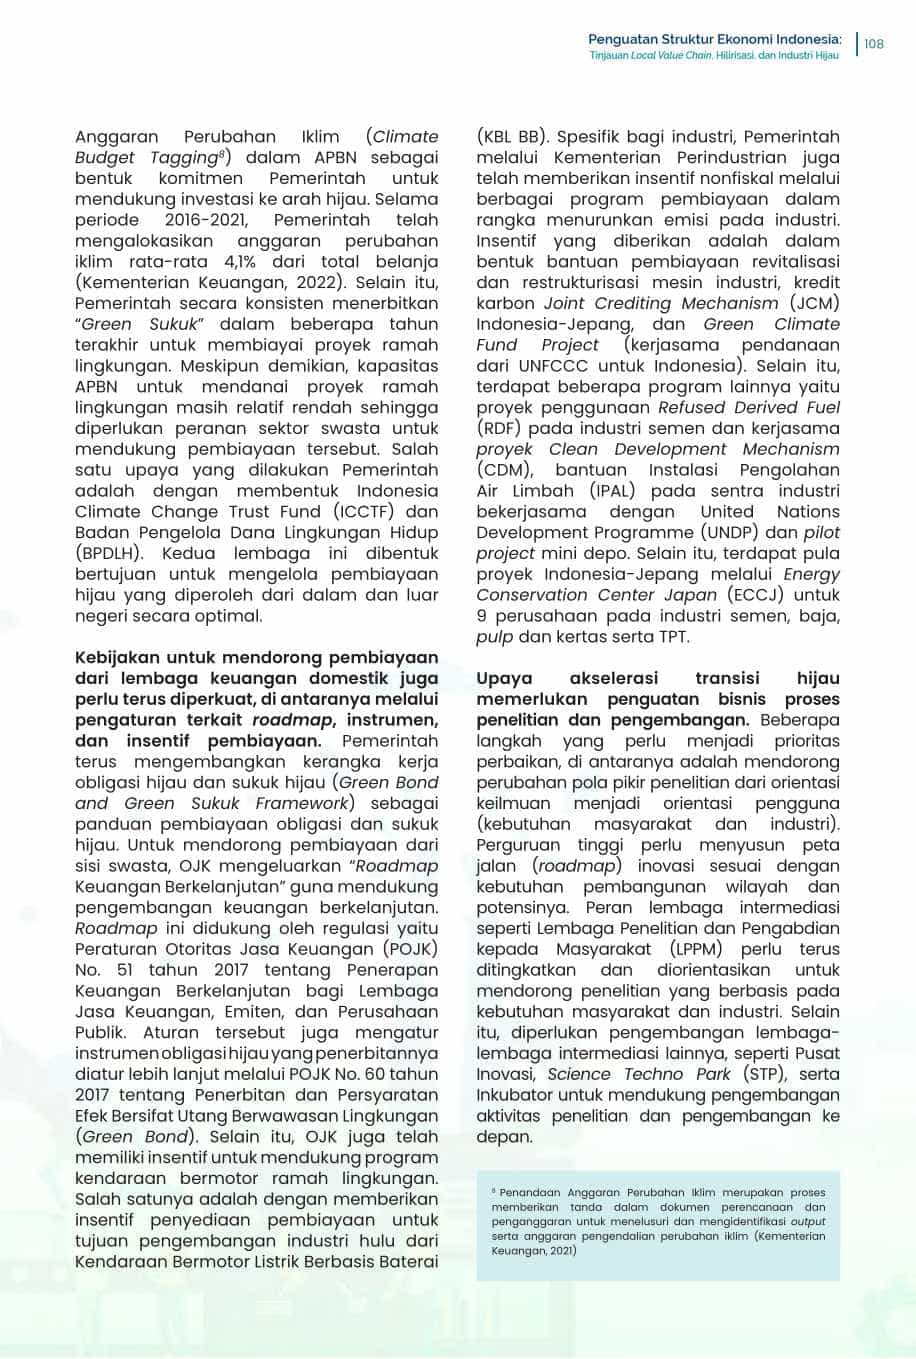 Penguatan Struktur Ekonomi Indonesia:
Tinjauan Local Value Chain, Hilirisasi, dan Industri Hijau
108
Anggaran Perubahan Iklim (Climate
Budget Tagging⁸) dalam APBN sebagai
bentuk komitmen Pemerintah untuk
mendukung investasi ke arah hijau. Selama
periode 2016-2021, Pemerintah telah
mengalokasikan anggaran perubahan
iklim rata-rata 4,1% dari total belanja
(Kementerian Keuangan, 2022). Selain itu,
Pemerintah secara konsisten menerbitkan
“Green Sukuk” dalam beberapa tahun
terakhir untuk membiayai proyek ramah
lingkungan. Meskipun demikian, kapasitas
APBN untuk mendanai proyek ramah
lingkungan masih relatif rendah sehingga
diperlukan peranan sektor swasta untuk
mendukung pembiayaan tersebut. Salah
satu upaya yang dilakukan Pemerintah
adalah dengan membentuk Indonesia
Climate Change Trust Fund (ICCTF) dan
Badan Pengelola Dana Lingkungan Hidup
(BPDLH). Kedua lembaga ini dibentuk
bertujuan untuk mengelola pembiayaan
hijau yang diperoleh dari dalam dan luar
negeri secara optimal.
Kebijakan untuk mendorong pembiayaan
dari lembaga keuangan domestik juga
perlu terus diperkuat, di antaranya melalui
pengaturan terkait roadmap, instrumen,
dan insentif pembiayaan. Pemerintah
terus mengembangkan kerangka kerja
obligasi hijau dan sukuk hijau (Green Bond
and Green Sukuk Framework) sebagai
panduan pembiayaan obligasi dan sukuk
hijau. Untuk mendorong pembiayaan dari
sisi swasta, OJK mengeluarkan “Roadmap
Keuangan Berkelanjutan” guna mendukung
pengembangan keuangan berkelanjutan.
Roadmap ini didukung oleh regulasi yaitu
Peraturan Otoritas Jasa Keuangan (POJK)
No. 51 tahun 2017 tentang Penerapan
Keuangan Berkelanjutan bagi Lembaga
Jasa Keuangan, Emiten, dan Perusahaan
Publik. Aturan tersebut juga mengatur
instrumen obligasi hijau yang penerbitannya
diatur lebih lanjut melalui POJK No. 60 tahun
2017 tentang Penerbitan dan Persyaratan
Efek Bersifat Utang Berwawasan Lingkungan
(Green Bond). Selain itu, OJK juga telah
memiliki insentif untuk mendukung program
kendaraan bermotor ramah lingkungan.
Salah satunya adalah dengan memberikan
insentif penyediaan pembiayaan untuk
tujuan pengembangan industri hulu dari
Kendaraan Bermotor Listrik Berbasis Baterai
(KBL BB). Spesifik bagi industri, Pemerintah
melalui Kementerian Perindustrian juga
telah memberikan insentif nonfiskal melalui
berbagai program pembiayaan dalam
rangka menurunkan emisi pada industri.
Insentif yang diberikan adalah dalam
bentuk bantuan pembiayaan revitalisasi
dan restrukturisasi mesin industri, kredit
karbon Joint Crediting Mechanism (JCM)
Indonesia-Jepang, dan Green Climate
Fund Project (kerjasama pendanaan
dari UNFCCC untuk Indonesia). Selain itu,
terdapat beberapa program lainnya yaitu
proyek penggunaan Refused Derived Fuel
(RDF) pada industri semen dan kerjasama
proyek Clean Development Mechanism
(CDM), bantuan Instalasi Pengolahan
Air Limbah (IPAL) pada sentra industri
bekerjasama dengan United Nations
Development Programme (UNDP) dan pilot
project mini depo. Selain itu, terdapat pula
proyek Indonesia-Jepang melalui Energy
Conservation Center Japan (ECCJ) untuk
9 perusahaan pada industri semen, baja,
pulp dan kertas serta TPT.
Upaya akselerasi transisi hijau
memerlukan penguatan bisnis proses
penelitian dan pengembangan. Beberapa
langkah yang perlu menjadi prioritas
perbaikan, di antaranya adalah mendorong
perubahan pola pikir penelitian dari orientasi
keilmuan menjadi orientasi pengguna
(kebutuhan masyarakat dan industri).
Perguruan tinggi perlu menyusun peta
jalan (roadmap) inovasi sesuai dengan
kebutuhan pembangunan wilayah dan
potensinya. Peran lembaga intermediasi
seperti Lembaga Penelitian dan Pengabdian
kepada Masyarakat (LPPM) perlu terus
ditingkatkan dan diorientasikan untuk
mendorong penelitian yang berbasis pada
kebutuhan masyarakat dan industri. Selain
itu, diperlukan pengembangan lembaga-
lembaga intermediasi lainnya, seperti Pusat
Inovasi, Science Techno Park (STP), serta
Inkubator untuk mendukung pengembangan
aktivitas penelitian dan pengembangan ke
depan.
⁸ Penandaan Anggaran Perubahan Iklim merupakan proses
memberikan tanda dalam dokumen perencanaan dan
penganggaran untuk menelusuri dan mengidentifikasi output
serta anggaran pengendalian perubahan iklim (Kementerian
Keuangan, 2021)